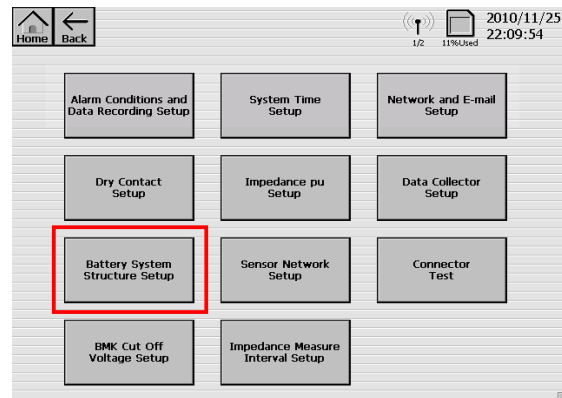 Home Back
1/2 11%Used
2010/11/25
22:09:54
Alarm Conditions and
Data Recording Setup
System Time
Setup
Network and E-mail
Setup
Dry Contact
Setup
Impedance pu
Setup
Data Collector
Setup
Battery System
Structure Setup
Sensor Network
Setup
Connector
Test
BMK Cut Off
Voltage Setup
Impedance Measure
Interval Setup